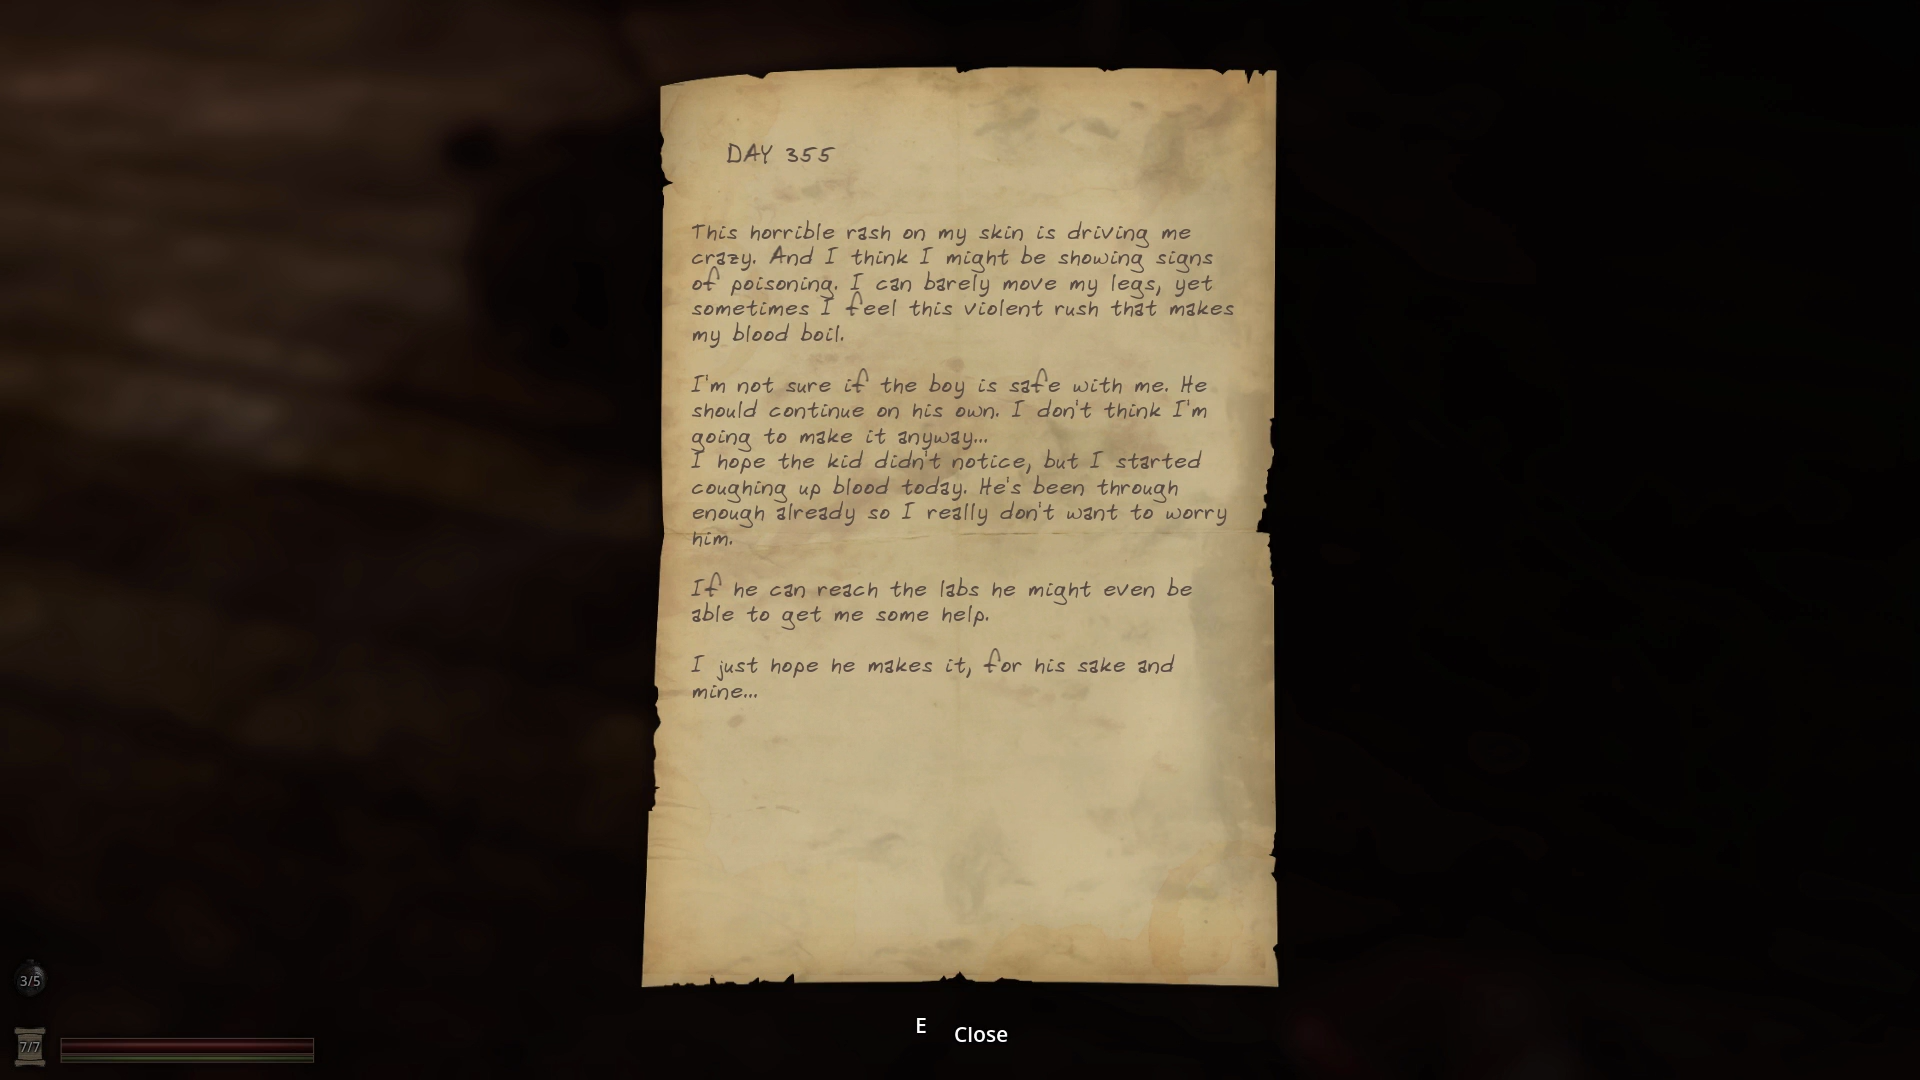 DAY 355
This horrible rash on my skin is driving me
crazy. And I think I might be showing signs
of poisoning. I can barely move my legs, yet
sometimes I feel this violent rush that makes
my blood boil.
I'm not sure if the boy is safe with me. He
should continue on his own. I don't think I'm
going to make it anyway...
I hope the kid didn't notice, but I started
coughing up blood today. He's been through
enough already so I really don't want to worry
him.
If he can reach the labs he might even be
able to get me some help.
I just hope he makes it, for his sake and
mine...
3/5
7/7
E Close